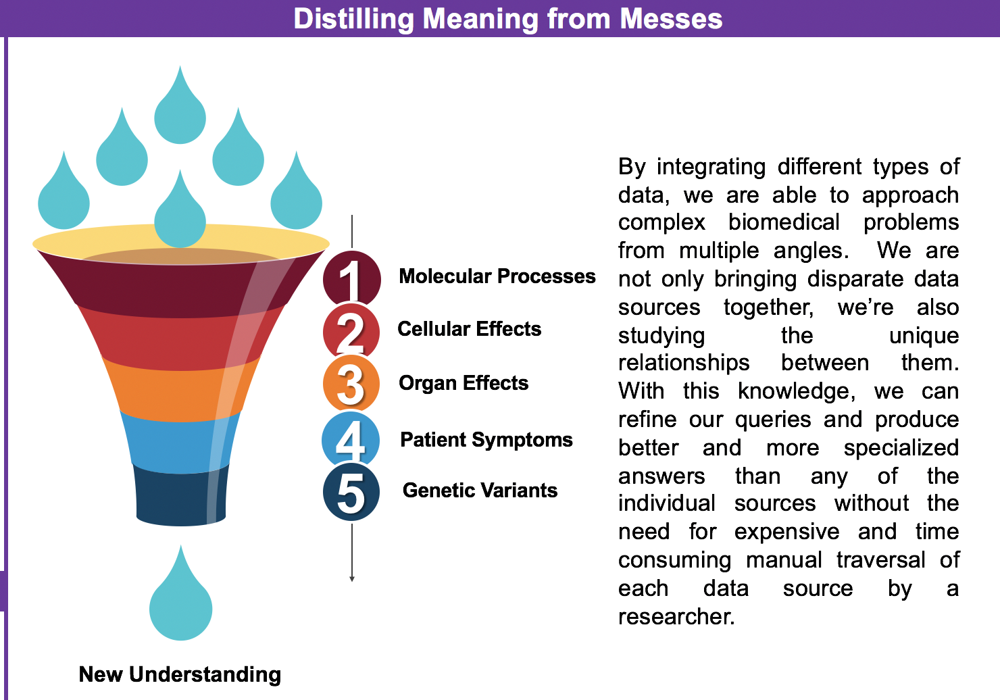 Distilling Meaning from Messes
1 Molecular Processes
2 Cellular Effects
3 Organ Effects
4 Patient Symptoms
5 Genetic Variants
New Understanding
By integrating different types of
data, we are able to approach
complex biomedical problems
from multiple angles. We are
not only bringing disparate data
sources together, we’re also
studying the unique
relationships between them.
With this knowledge, we can
refine our queries and produce
better and more specialized
answers than any of the
individual sources without the
need for expensive and time
consuming manual traversal of
each data source by a
researcher.